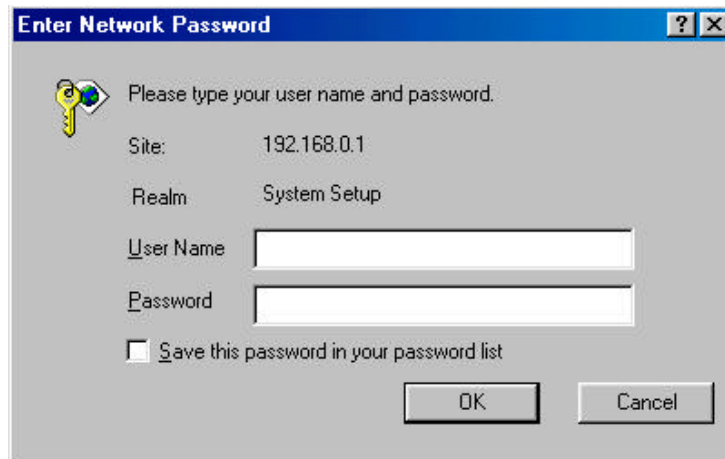 Enter Network Password
Please type your user name and password.
Site: 192.168.0.1
Realm System Setup
User Name
Password
Save this password in your password list
OK Cancel